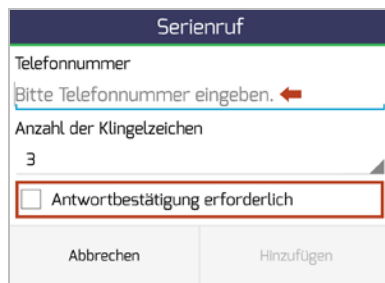 Serienruf
Telefonnummer
Bitte Telefonnummer eingeben.
Anzahl der Klingelzeichen
3
Antwortbestätigung erforderlich
Abbrechen Hinzufügen